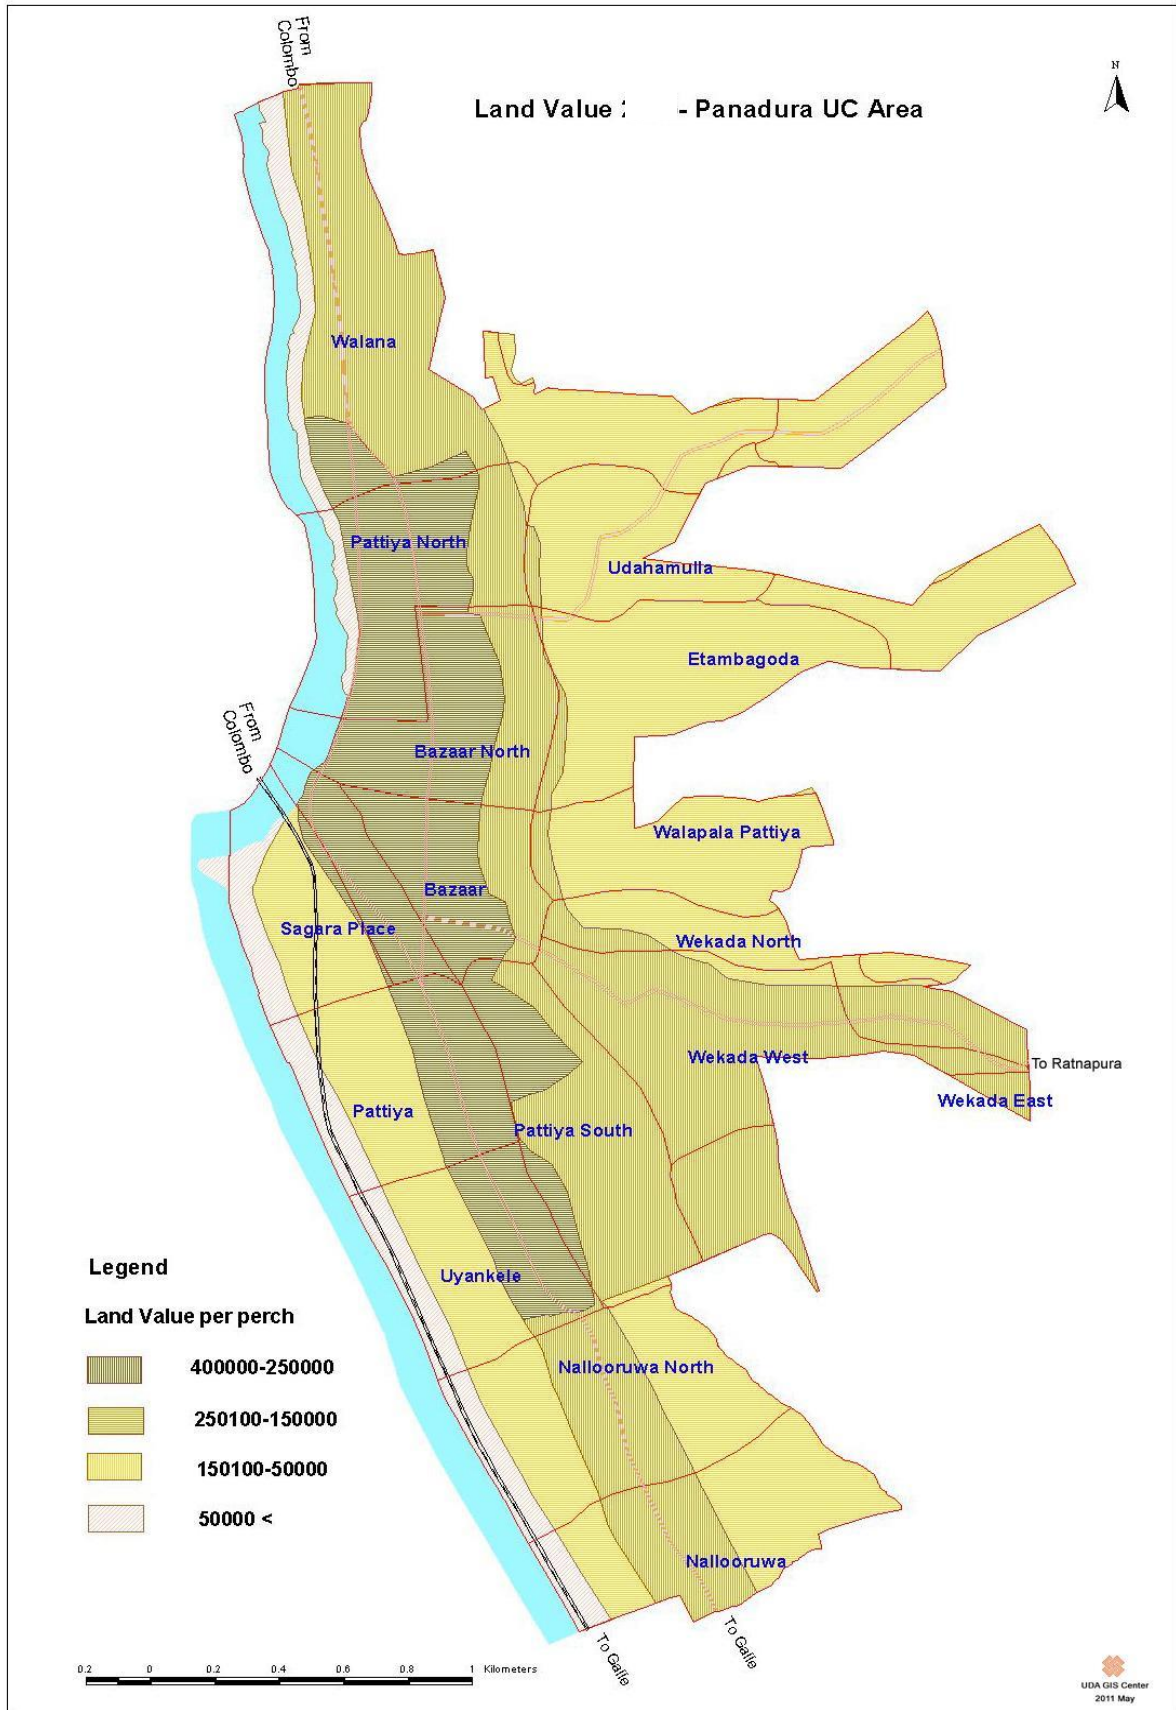 From
Colombo
N
Land Value - Panadura UC Area
Walana
Pattiya North
Udahamulla
Etambagoda
From
Colombo
Bazaar North
Walapala Pattiya
Bazaar
Sagara Place
Wekada North
Wekada West
To Ratnapura
Wekada East
Pattiya
Pattiya South
Legend
Uyankele
Land Value per perch
400000-250000
Nallooruwa North
250100-150000
150100-50000
50000 <
Nallooruwa
To Galle
To Galle
0.2 0 0.2 0.4 0.6 0.8 1 Kilometers
UDA GIS Center
2011 May